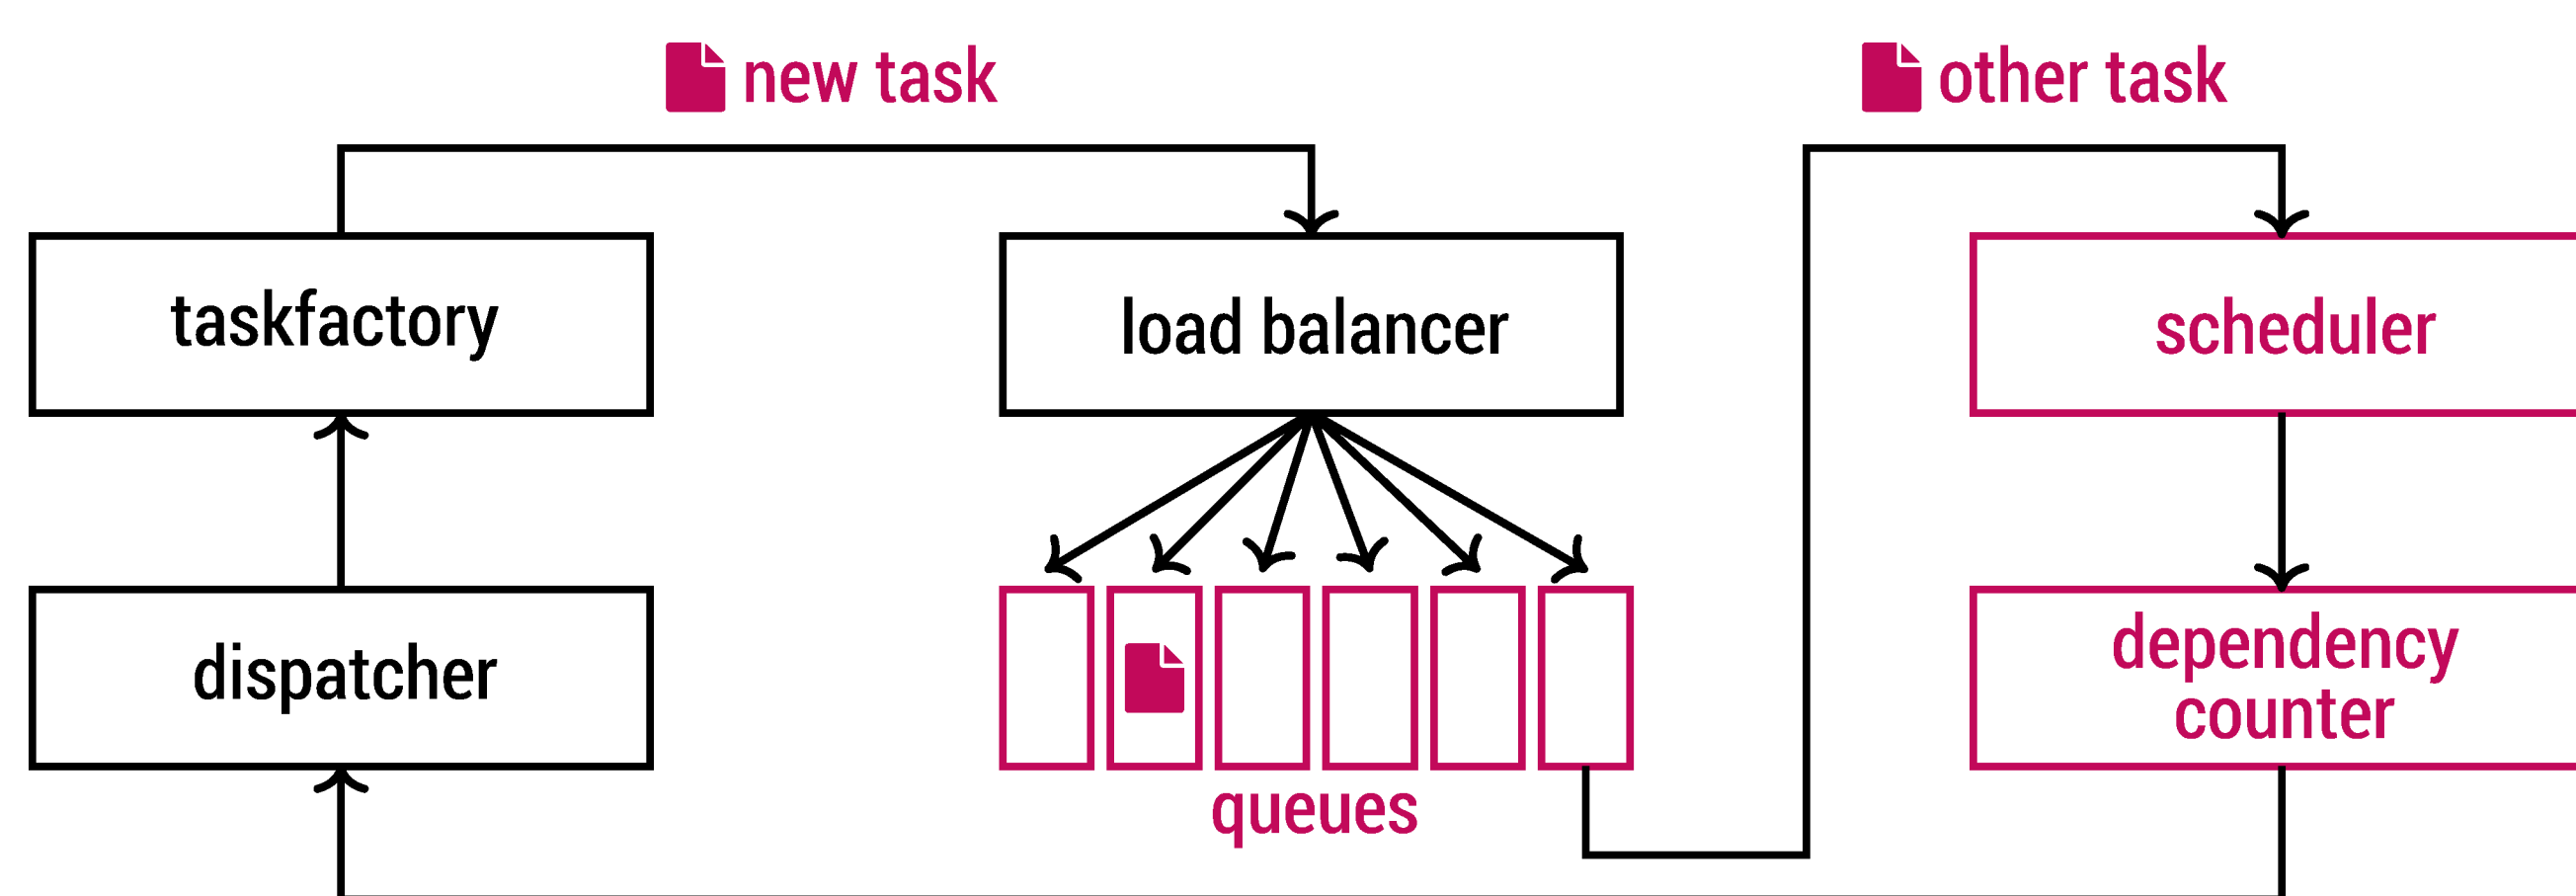 new task
other task
taskfactory
load balancer
scheduler
dispatcher
queues
dependency
counter